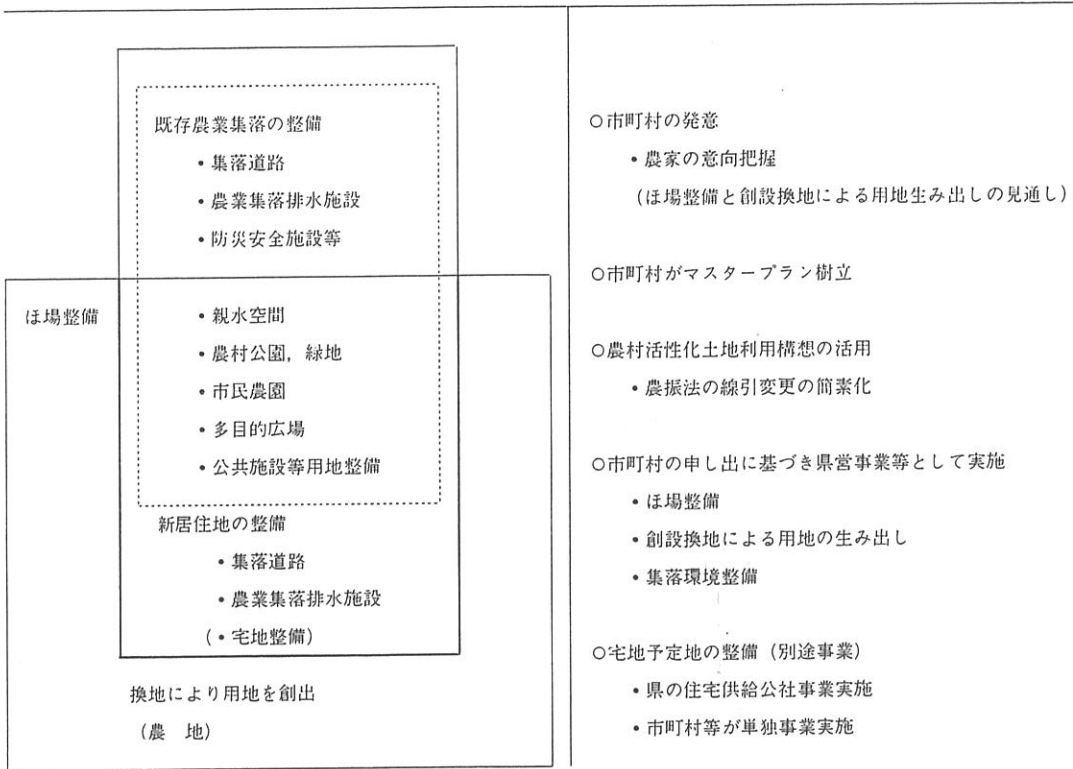 既存農業集落の整備
• 集落道路
• 農業集落排水施設
• 防災安全施設等
ほ場整備
• 親水空間
• 農村公園，緑地
• 市民農園
• 多目的広場
• 公共施設等用地整備
新居住地の整備
• 集落道路
• 農業集落排水施設
(• 宅地整備)
換地により用地を創出
(農　地)
○市町村の発意
• 農家の意向把握
(ほ場整備と創設換地による用地生み出しの見通し)
○市町村がマスタープラン樹立
○農村活性化土地利用構想の活用
• 農振法の線引変更の簡素化
○市町村の申し出に基づき県営事業等として実施
• ほ場整備
• 創設換地による用地の生み出し
• 集落環境整備
○宅地予定地の整備 (別途事業)
• 県の住宅供給公社事業実施
• 市町村等が単独事業実施